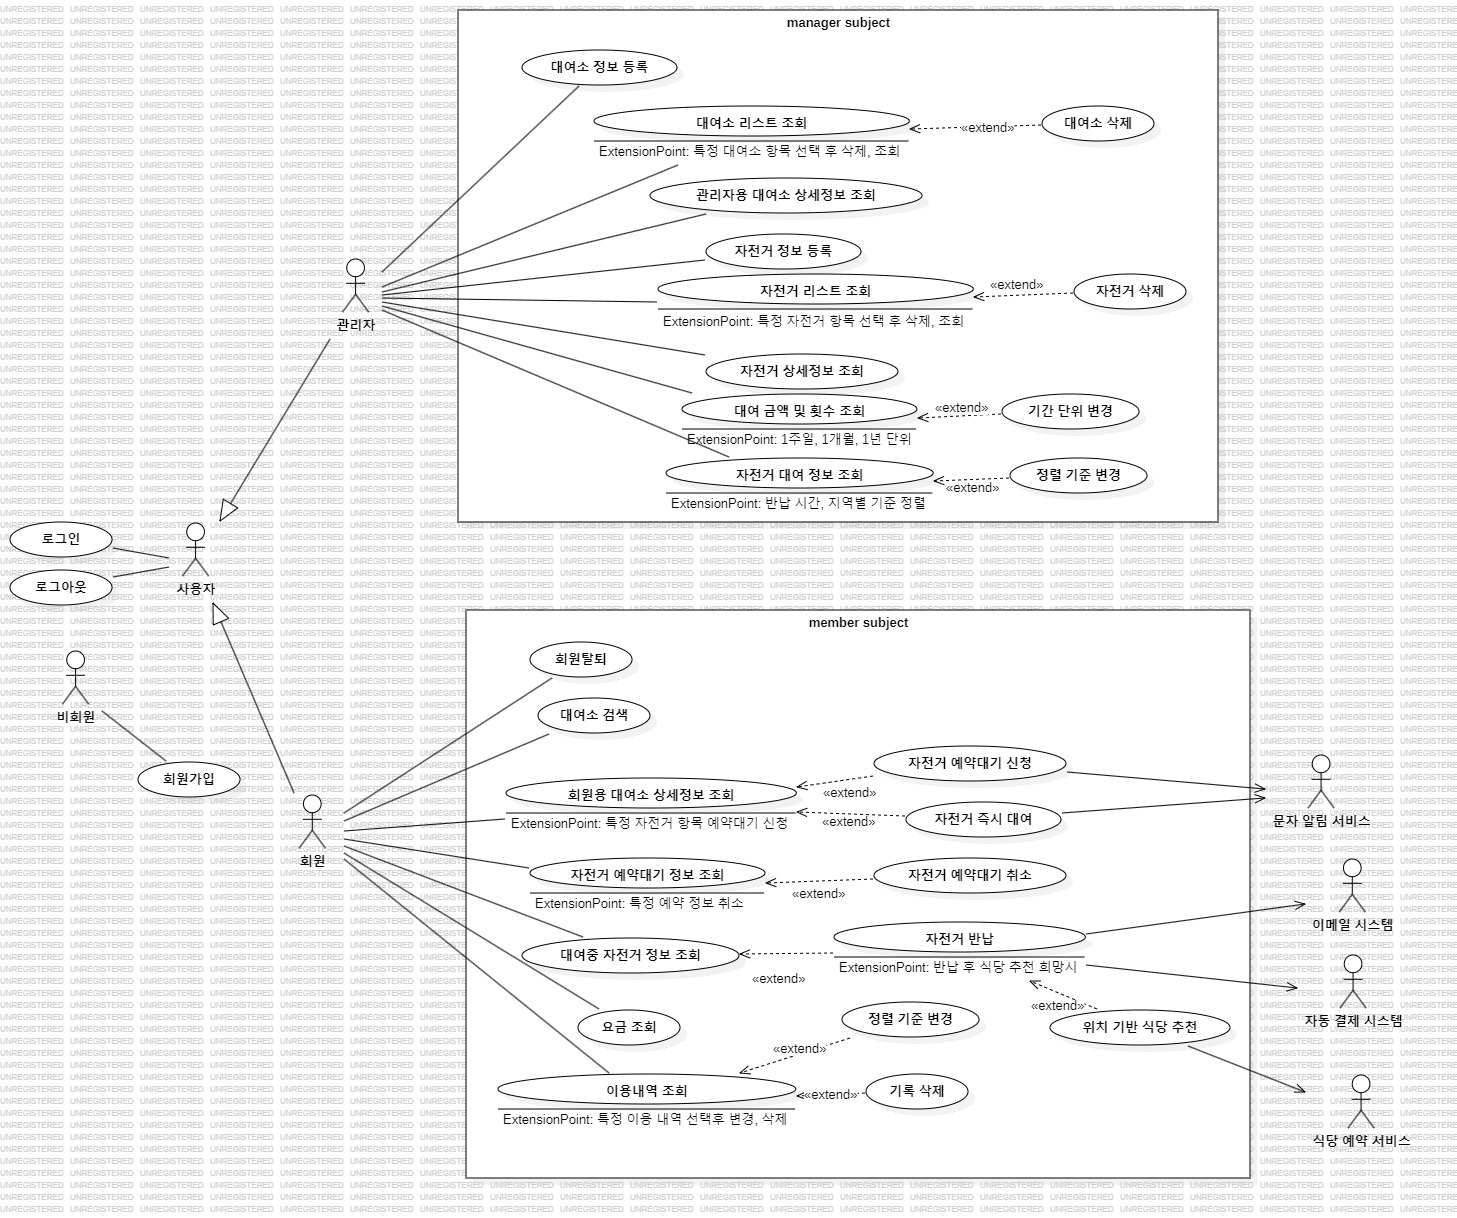 manager subject
대여소 정보 등록
대여소 리스트 조회
ExtensionPoint: 특정 대여소 항목 선택 후 삭제, 조회
«extend»
대여소 삭제
관리자용 대여소 상세정보 조회
자전거 정보 등록
자전거 리스트 조회
ExtensionPoint: 특정 자전거 항목 선택 후 삭제, 조회
«extend»
자전거 삭제
관리자
자전거 상세정보 조회
대여 금액 및 횟수 조회
ExtensionPoint: 1주일, 1개월, 1년 단위
«extend»
기간 단위 변경
자전거 대여 정보 조회
ExtensionPoint: 반납 시간, 지역별 기준 정렬
«extend»
정렬 기준 변경
로그인
로그아웃
사용자
비회원
회원가입
회원
member subject
회원탈퇴
대여소 검색
회원용 대여소 상세정보 조회
ExtensionPoint: 특정 자전거 항목 예약대기 신청
«extend»
자전거 예약대기 신청
«extend»
자전거 즉시 대여
문자 알림 서비스
자전거 예약대기 정보 조회
ExtensionPoint: 특정 예약 정보 취소
«extend»
자전거 예약대기 취소
이메일 시스템
대여중 자전거 정보 조회
«extend»
자전거 반납
ExtensionPoint: 반납 후 식당 추천 희망시
«extend»
위치 기반 식당 추천
자동 결제 시스템
요금 조회
정렬 기준 변경
«extend»
이용내역 조회
ExtensionPoint: 특정 이용 내역 선택후 변경, 삭제
«extend»
기록 삭제
식당 예약 서비스
UNREGISTERED